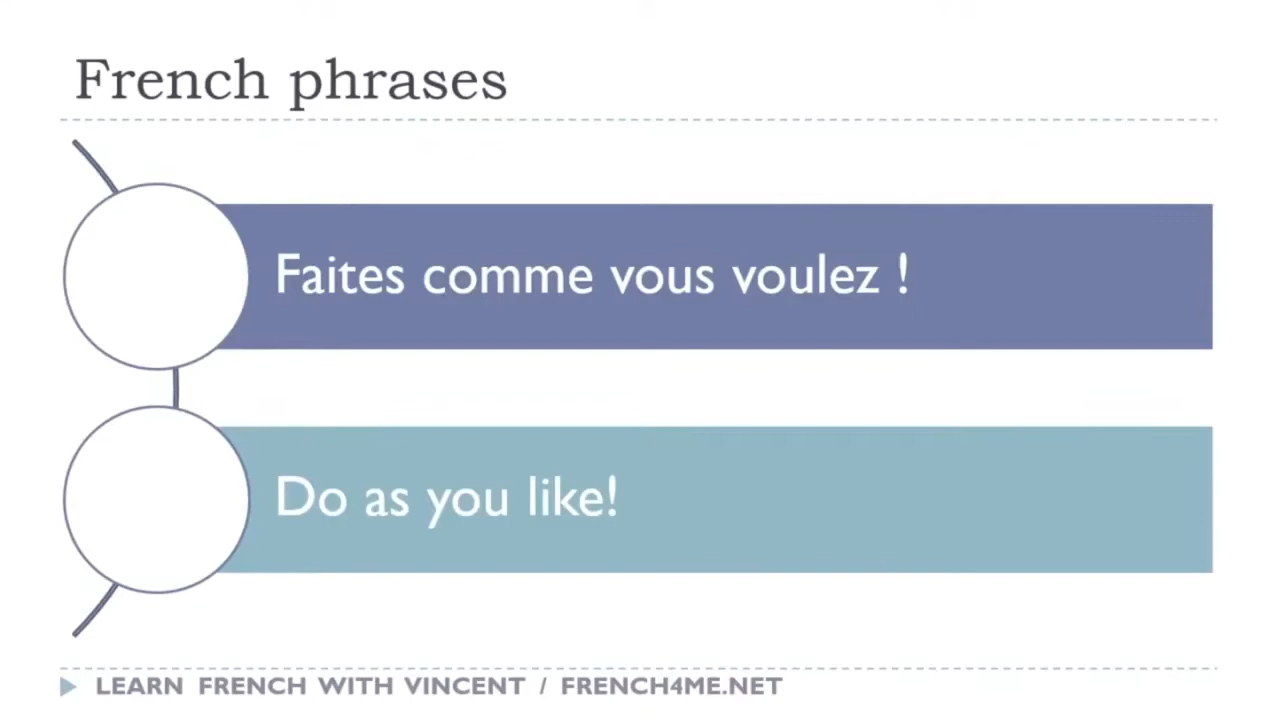 French phrases
Faites comme vous voulez !
Do as you like!
LEARN FRENCH WITH VINCENT / FRENCH4ME.NET